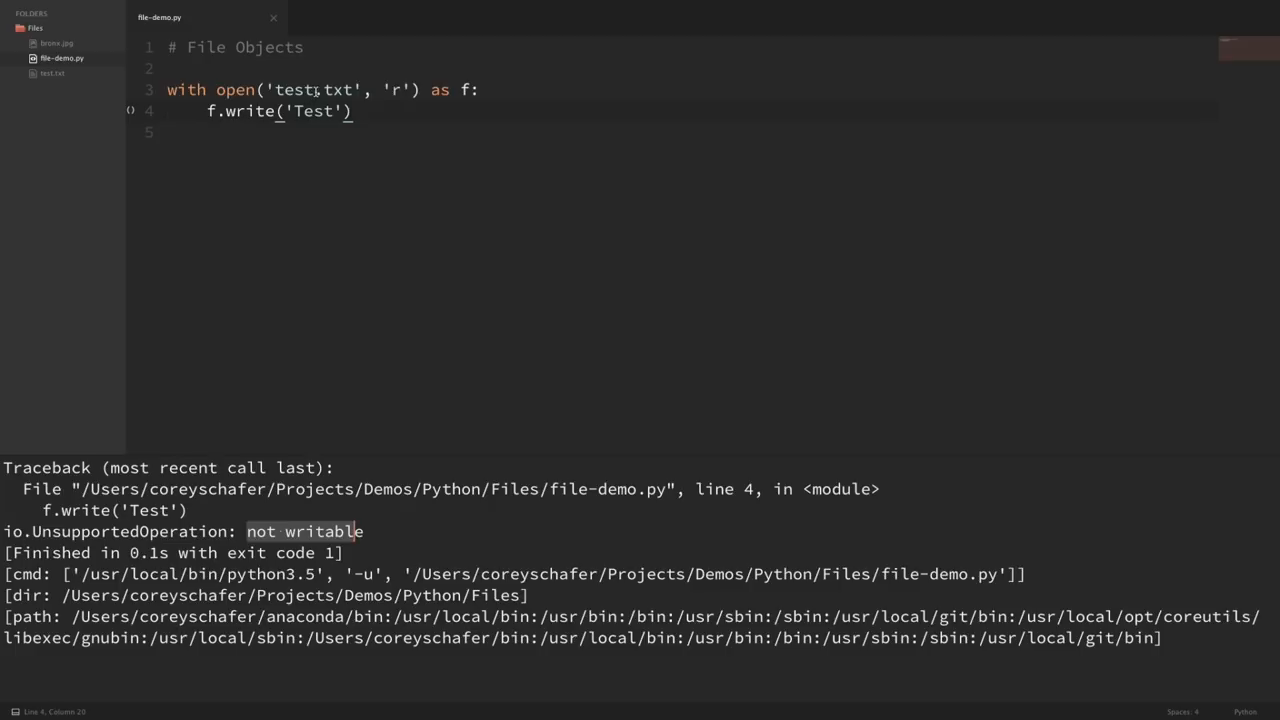 FOLDERS
Files
bronx.jpg
file-demo.py
test.txt
file-demo.py ×
1 # File Objects
2
3 with open('test.txt', 'r') as f:
() 4     f.write('Test')
5
Traceback (most recent call last):
  File "/Users/coreyschafer/Projects/Demos/Python/Files/file-demo.py", line 4, in <module>
    f.write('Test')
io.UnsupportedOperation: not writable
[Finished in 0.1s with exit code 1]
[cmd: ['/usr/local/bin/python3.5', '-u', '/Users/coreyschafer/Projects/Demos/Python/Files/file-demo.py']]
[dir: /Users/coreyschafer/Projects/Demos/Python/Files]
[path: /Users/coreyschafer/anaconda/bin:/usr/local/bin:/usr/bin:/bin:/usr/sbin:/sbin:/usr/local/git/bin:/usr/local/opt/coreutils/
libexec/gnubin:/usr/local/sbin:/Users/coreyschafer/bin:/usr/local/bin:/usr/bin:/bin:/usr/sbin:/sbin:/usr/local/git/bin]
Line 4, Column 20
Spaces: 4
Python